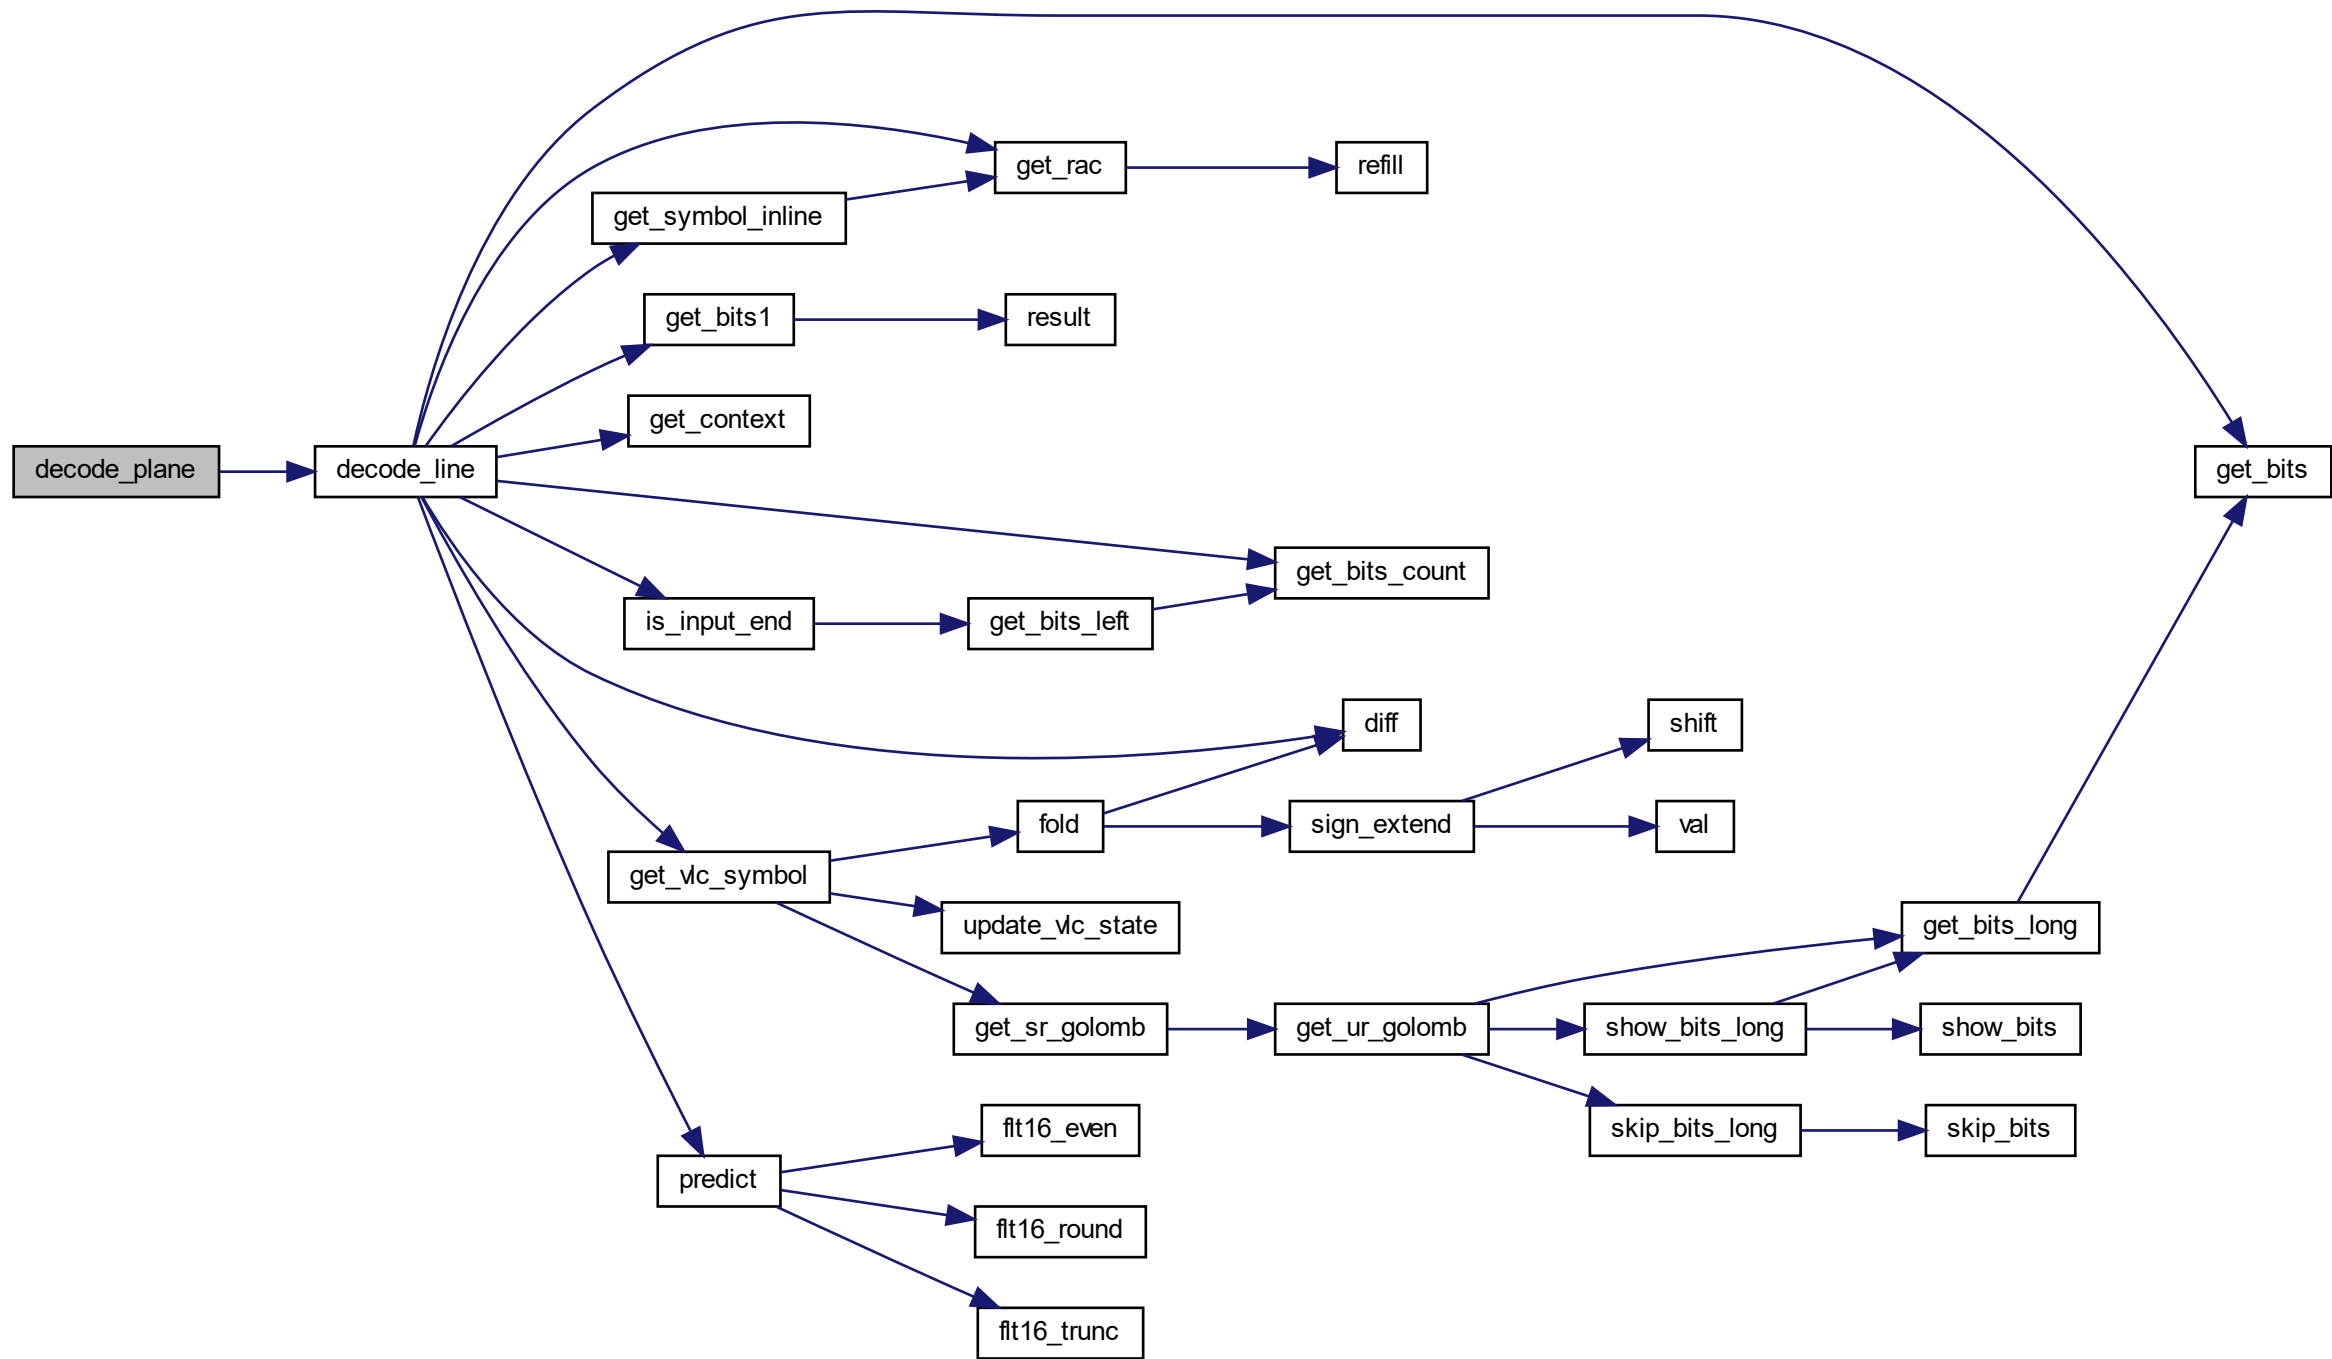 get_rac
refill
get_symbol_inline
get_bits1
result
get_context
decode_plane
decode_line
get_bits
get_bits_count
is_input_end
get_bits_left
diff
shift
fold
sign_extend
val
get_vlc_symbol
update_vlc_state
get_bits_long
get_sr_golomb
get_ur_golomb
show_bits_long
show_bits
flt16_even
skip_bits_long
skip_bits
predict
flt16_round
flt16_trunc